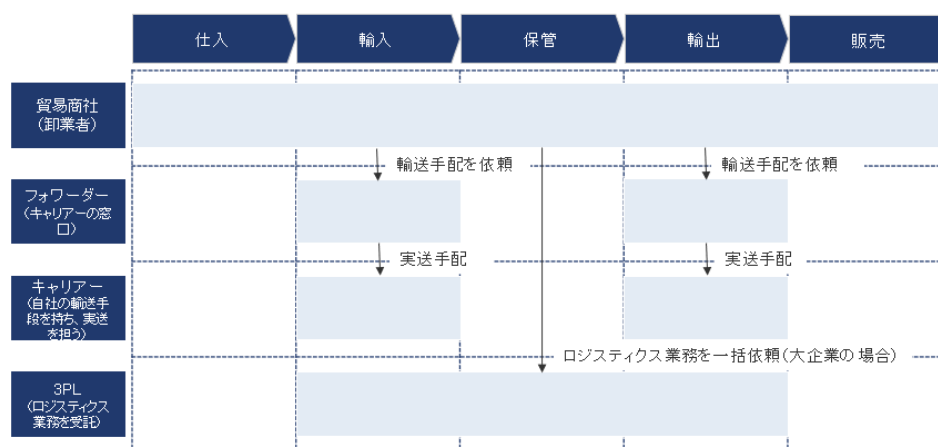 仕入
輸入
保管
輸出
販売
貿易商社
(卸業者)
輸送手配を依頼
輸送手配を依頼
フォワーダー
(キャリアーの窓
口)
実送手配
実送手配
キャリアー
(自社の輸送手
段を持ち、実送
を担う)
ロジスティクス業務を一括依頼(大企業の場合)
3PL
(ロジスティクス
業務を受託)